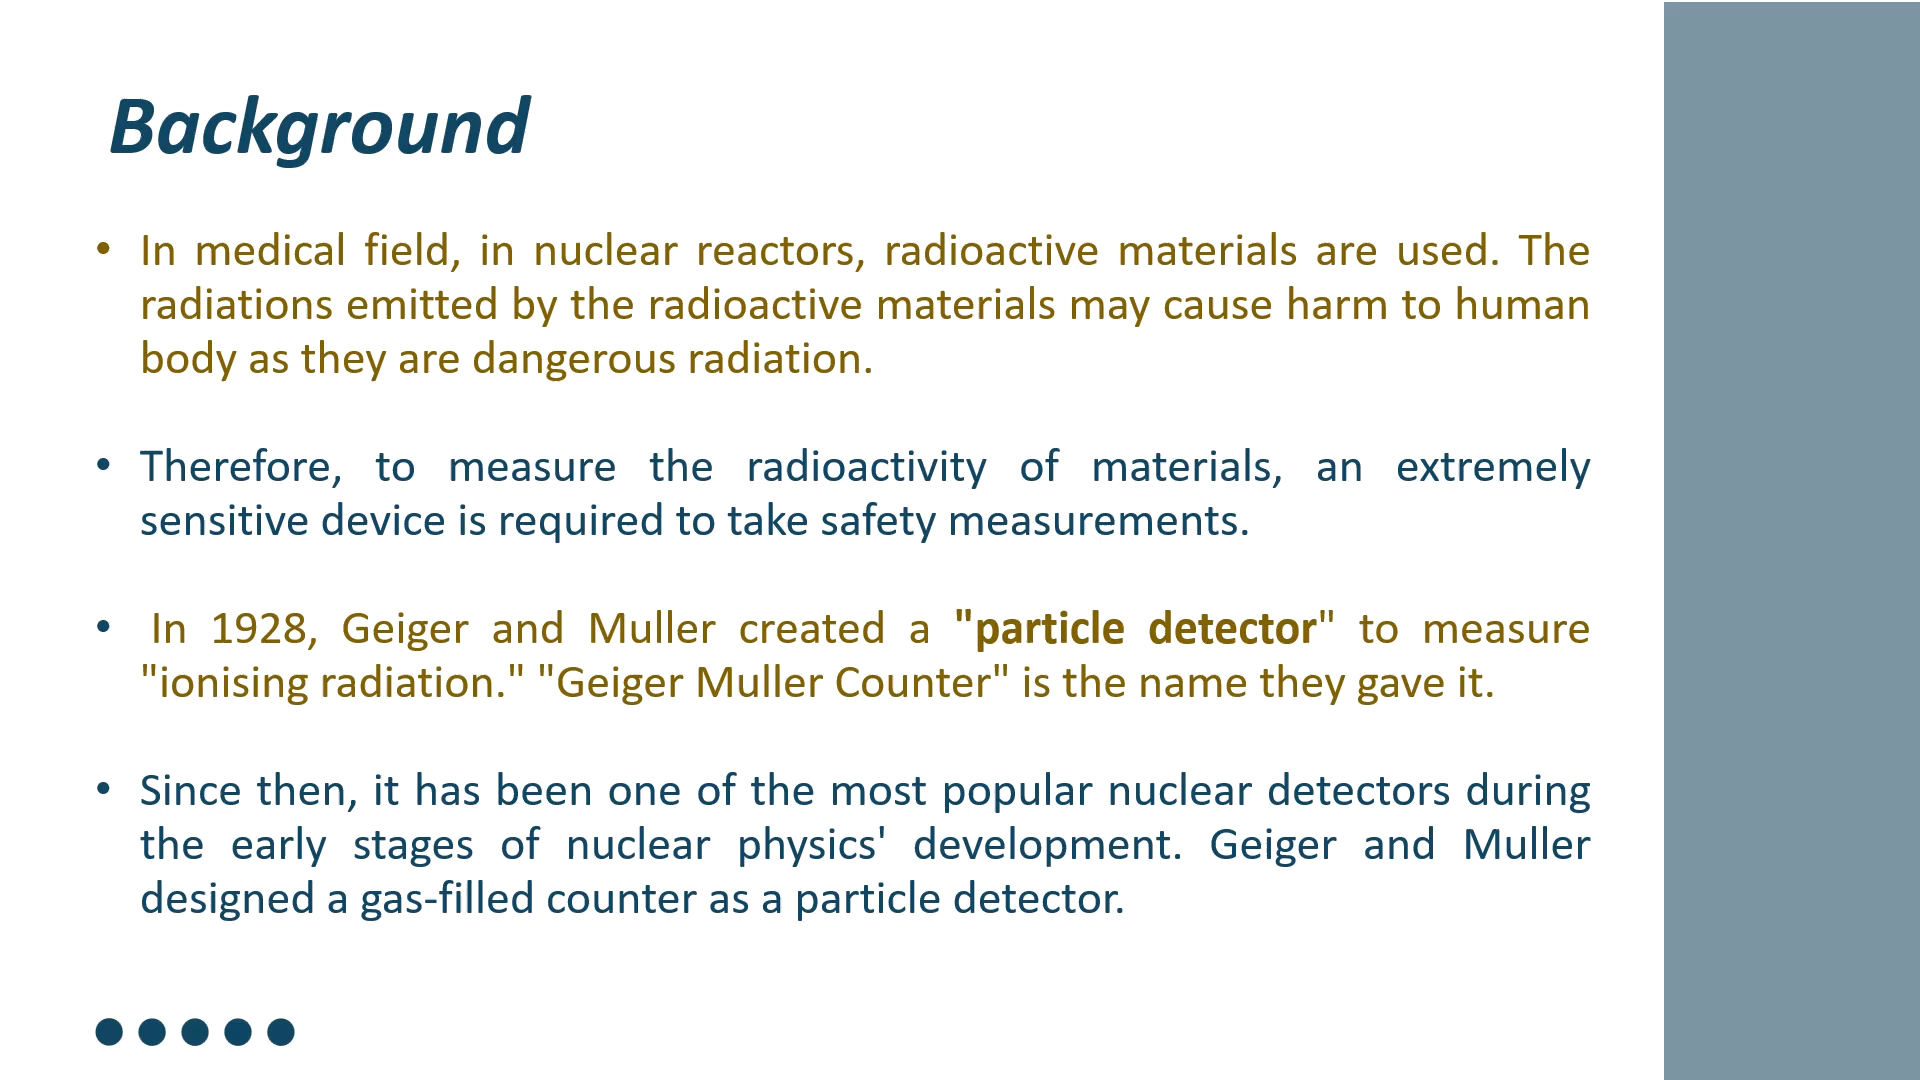 Background
• In medical field, in nuclear reactors, radioactive materials are used. The
radiations emitted by the radioactive materials may cause harm to human
body as they are dangerous radiation.
• Therefore, to measure the radioactivity of materials, an extremely
sensitive device is required to take safety measurements.
• In 1928, Geiger and Muller created a "particle detector" to measure
"ionising radiation." "Geiger Muller Counter" is the name they gave it.
• Since then, it has been one of the most popular nuclear detectors during
the early stages of nuclear physics' development. Geiger and Muller
designed a gas-filled counter as a particle detector.